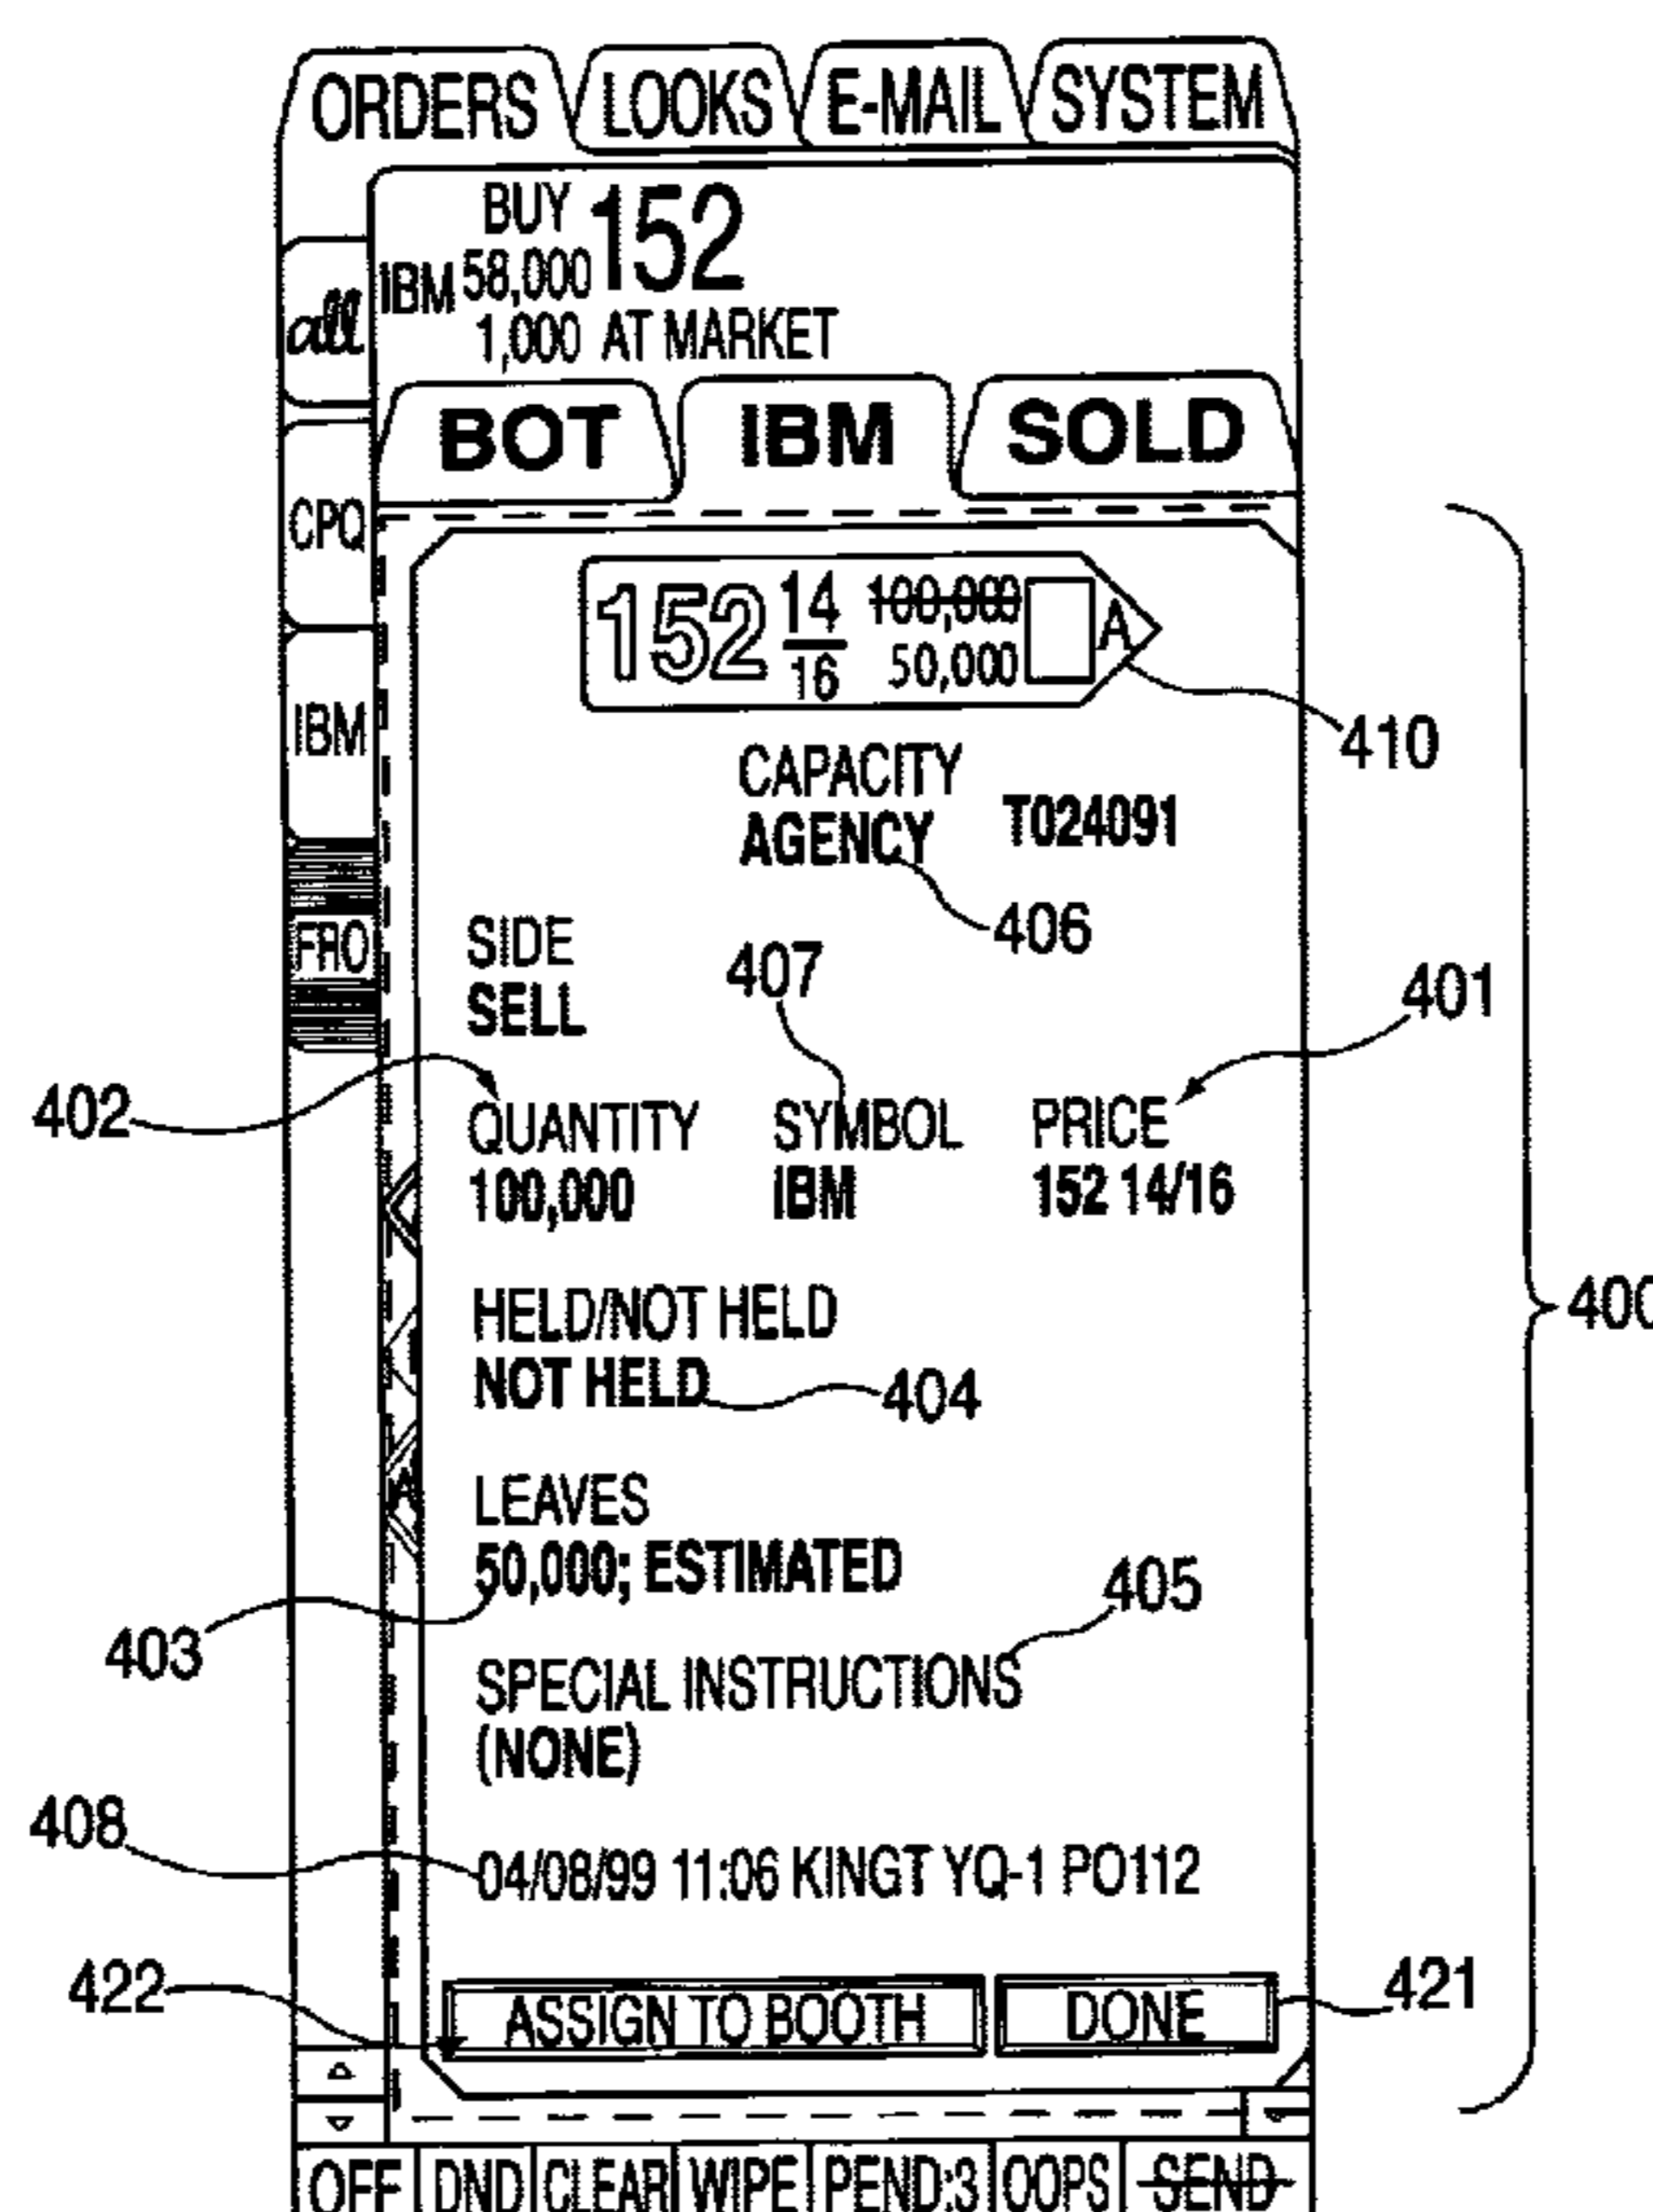 ORDERS LOOKS E-MAIL SYSTEM
BUY 152
IBM 58,000
1,000 AT MARKET
all
BOT IBM SOLD
CPQ
152 14/16 100,000 A
50,000
410
IBM
CAPACITY
AGENCY T024091
406
FRO
SIDE
SELL
407
401
402
QUANTITY SYMBOL PRICE
100,000 IBM 152 14/16
400
HELD/NOT HELD
NOT HELD 404
A
LEAVES
50,000; ESTIMATED
405
403
SPECIAL INSTRUCTIONS
(NONE)
408
04/08/99 11:06 KINGT YQ-1 PO112
422
421
ASSIGN TO BOOTH DONE
OFF DND CLEAR WIPE PEND:3 OOPS SEND